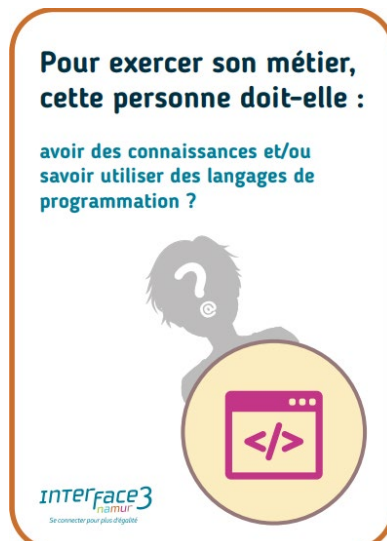 Pour exercer son métier,
cette personne doit-elle :
avoir des connaissances et/ou
savoir utiliser des langages de
programmation ?
?
@
</>
INTERFACE3
namur
Se connecter pour plus d'égalité